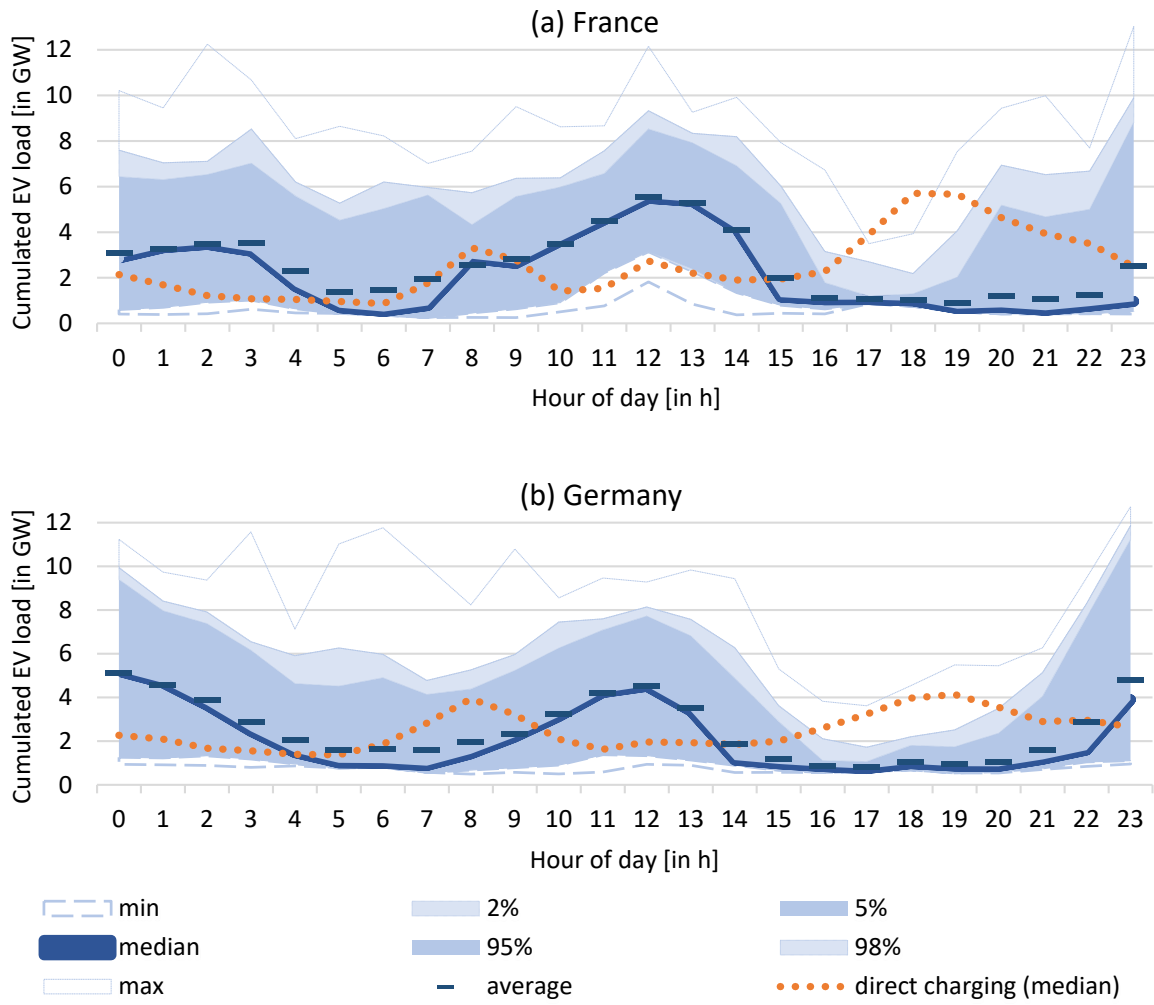 (a) France
Cumulated EV load [in GW]
12
10
8
6
4
2
0
0 1 2 3 4 5 6 7 8 9 10 11 12 13 14 15 16 17 18 19 20 21 22 23
Hour of day [in h]
(b) Germany
Cumulated EV load [in GW]
12
10
8
6
4
2
0
0 1 2 3 4 5 6 7 8 9 10 11 12 13 14 15 16 17 18 19 20 21 22 23
Hour of day [in h]
min 2% 5%
median 95% 98%
max average direct charging (median)